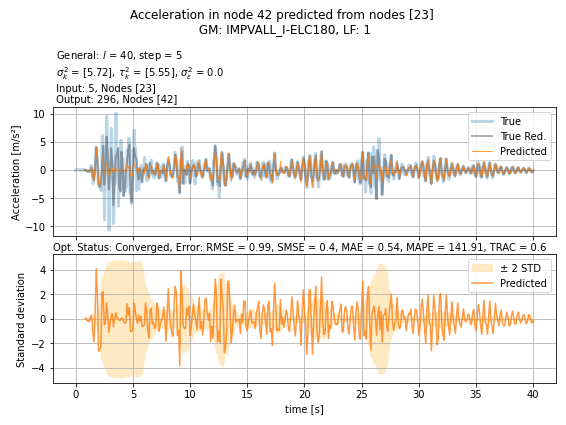 Acceleration in node 42 predicted from nodes [23]
GM: IMPVALL_I-ELC180, LF: 1
General: l = 40, step = 5
σ_k^2 = [5.72], τ_k^2 = [5.55], σ_ε^2 = 0.0
Input: 5, Nodes [23]
Output: 296, Nodes [42]
Acceleration [m/s²]
10
5
0
−5
−10
True
True Red.
Predicted
Opt. Status: Converged, Error: RMSE = 0.99, SMSE = 0.4, MAE = 0.54, MAPE = 141.91, TRAC = 0.6
Standard deviation
4
2
0
−2
−4
± 2 STD
Predicted
0 5 10 15 20 25 30 35 40
time [s]